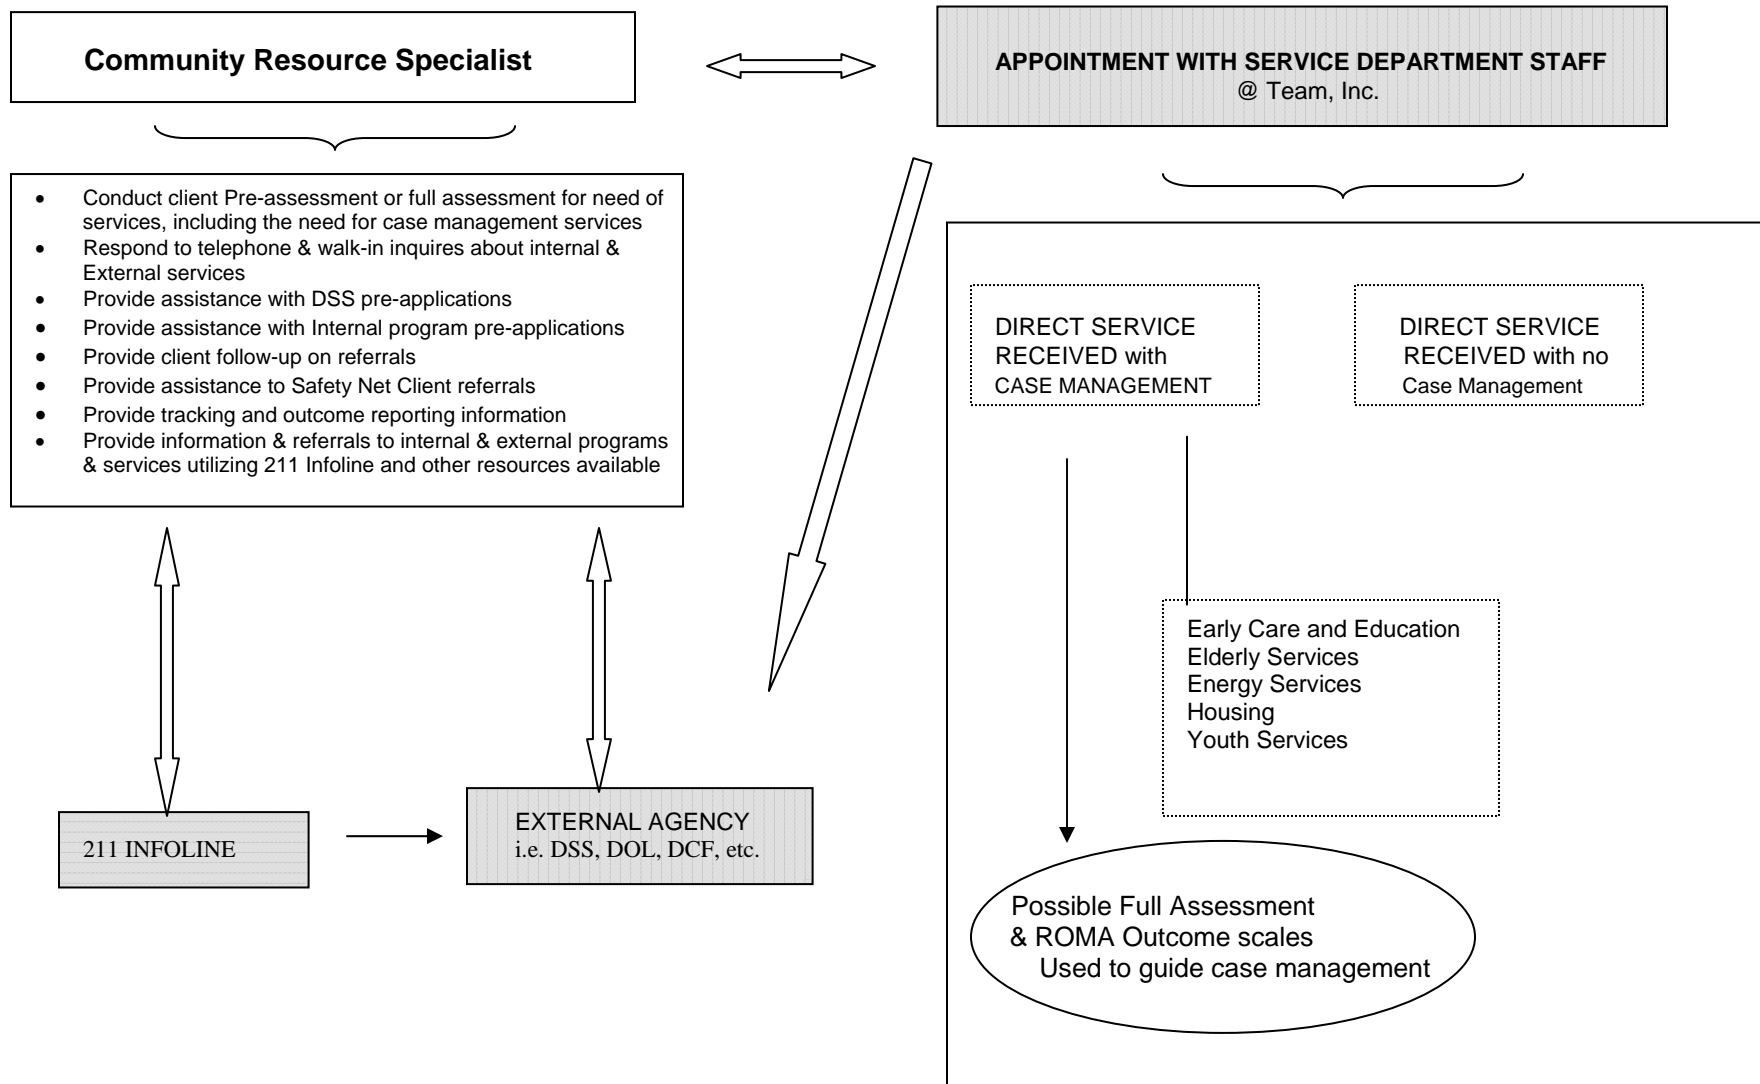 Community Resource Specialist
APPOINTMENT WITH SERVICE DEPARTMENT STAFF
@ Team, Inc.
• Conduct client Pre-assessment or full assessment for need of
services, including the need for case management services
• Respond to telephone & walk-in inquires about internal &
External services
• Provide assistance with DSS pre-applications
• Provide assistance with Internal program pre-applications
• Provide client follow-up on referrals
• Provide assistance to Safety Net Client referrals
• Provide tracking and outcome reporting information
• Provide information & referrals to internal & external programs
& services utilizing 211 Infoline and other resources available
DIRECT SERVICE
RECEIVED with
CASE MANAGEMENT
DIRECT SERVICE
RECEIVED with no
Case Management
Early Care and Education
Elderly Services
Energy Services
Housing
Youth Services
211 INFOLINE
EXTERNAL AGENCY
i.e. DSS, DOL, DCF, etc.
Possible Full Assessment
& ROMA Outcome scales
Used to guide case management